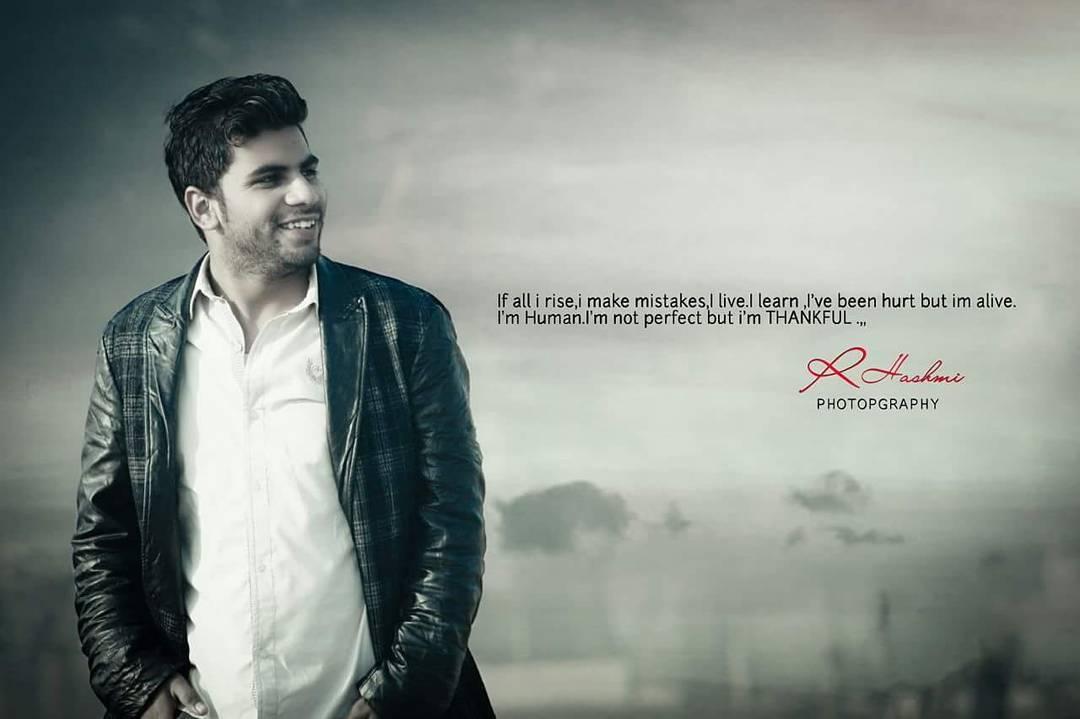 If all i rise,i make mistakes,I live.I learn ,I've been hurt but im alive.
I'm Human.I'm not perfect but i'm THANKFUL .,,
R Hashmi
PHOTOPGRAPHY